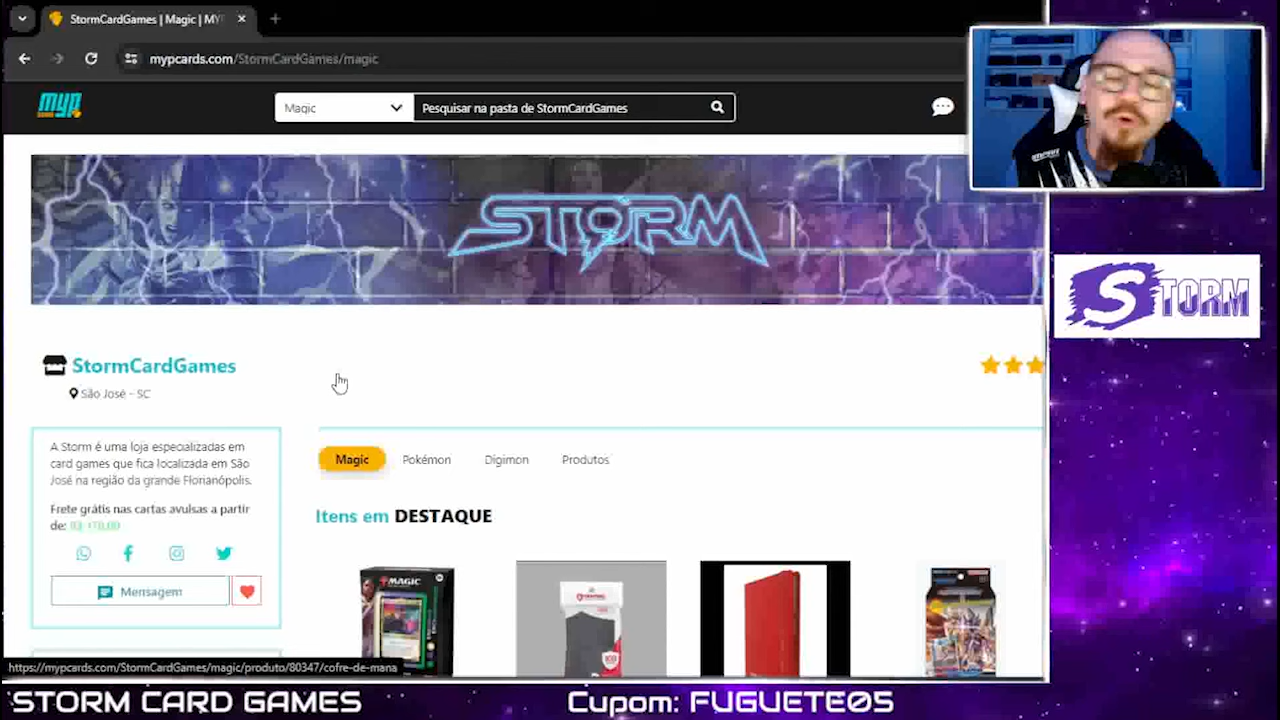 StormCardGames | Magic | MY
mypcards.com/StormCardGames/magic
myp
Magic
Pesquisar na pasta de StormCardGames
STORM
STORM
StormCardGames
São José - SC
A Storm é uma loja especializadas em
card games que fica localizada em São
José na região da grande Florianópolis.
Frete grátis nas cartas avulsas a partir
de:
Mensagem
Magic
Pokémon
Digimon
Produtos
Itens em DESTAQUE
MAGIC
https://mypcards.com/StormCardGames/magic/produto/80347/cofre-de-mana
STORM CARD GAMES
Cupom: FUGUETE05